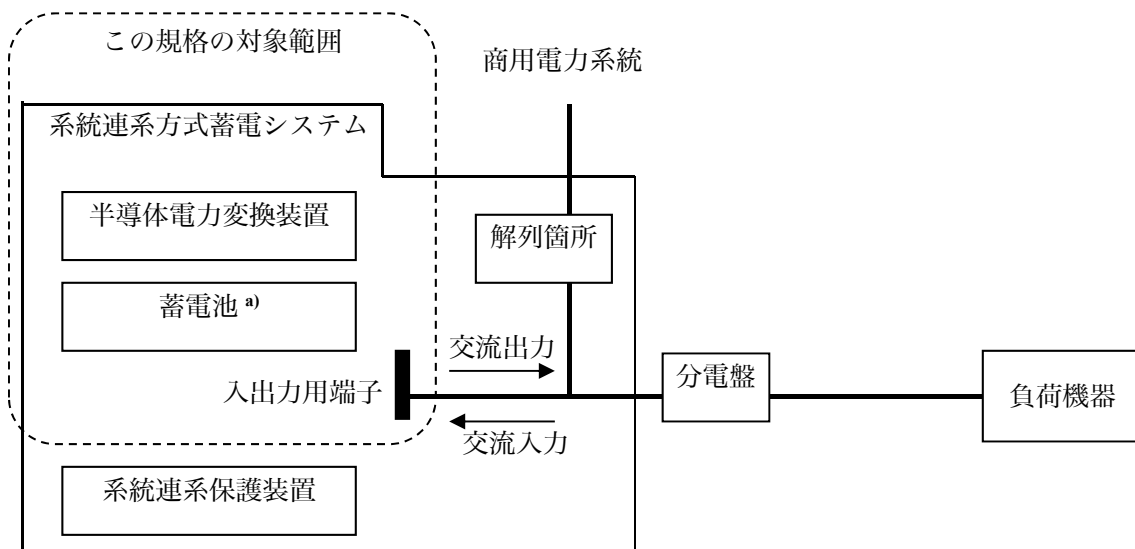 この規格の対象範囲
商用電力系統
系統連系方式蓄電システム
半導体電力変換装置
解列箇所
蓄電池 a)
交流出力
分電盤
入出力用端子
負荷機器
交流入力
系統連系保護装置